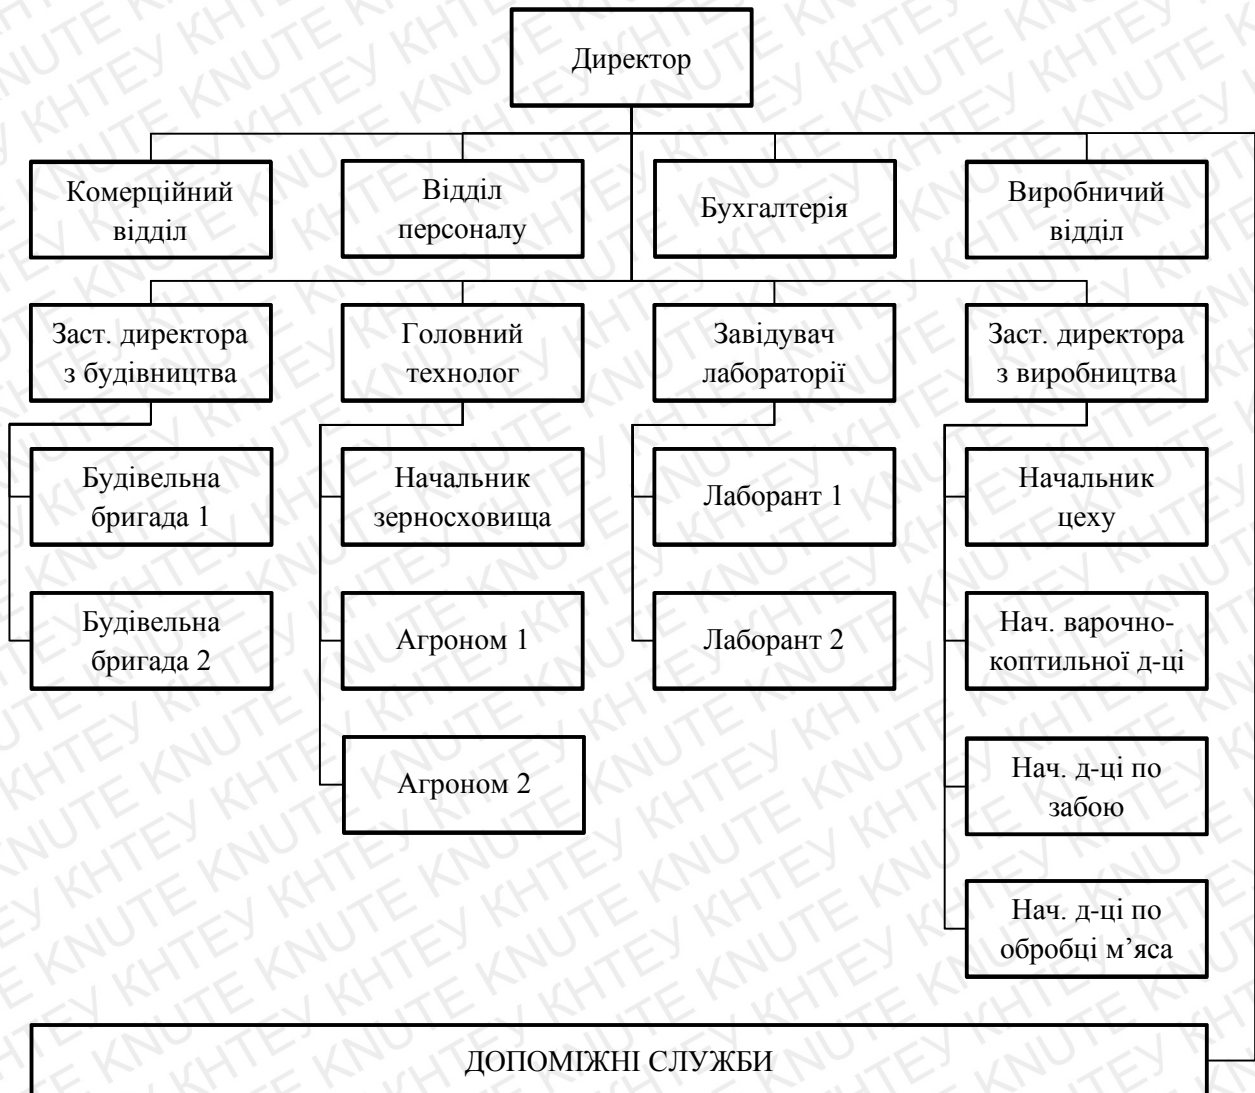 Директор
Комерційний
відділ
Відділ
персоналу
Бухгалтерія
Виробничий
відділ
Заст. директора
з будівництва
Головний
технолог
Завідувач
лабораторії
Заст. директора
з виробництва
Будівельна
бригада 1
Начальник
зерносховища
Лаборант 1
Начальник
цеху
Будівельна
бригада 2
Агроном 1
Лаборант 2
Нач. варочно-
коптильної д-ці
Агроном 2
Нач. д-ці по
забою
Нач. д-ці по
обробці м’яса
ДОПОМІЖНІ СЛУЖБИ